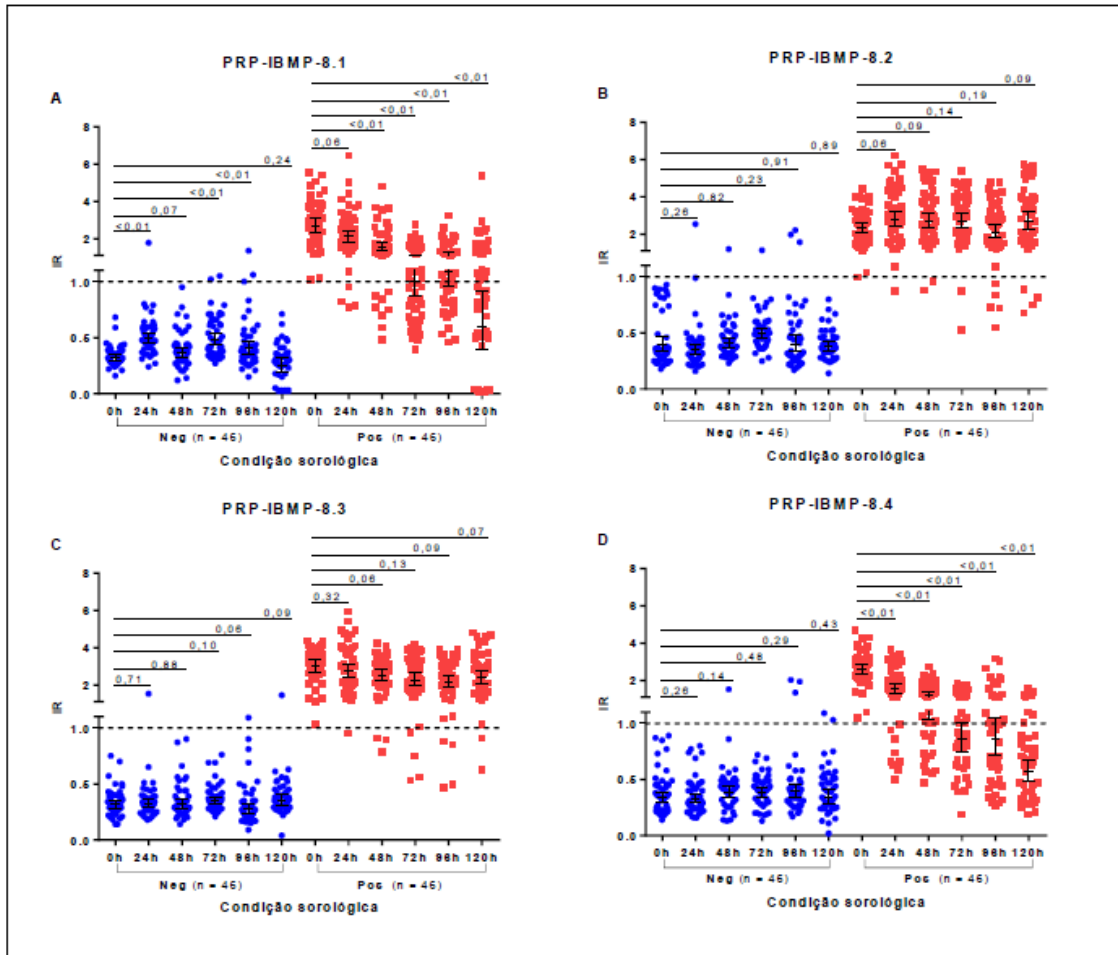 PRP-IBMP-8.1
A
<0,01
<0,01
<0,01
<0,01
0,06
0,24
<0,01
<0,01
0,07
<0,01
8
6
4
2
1.0
0.5
0.0
IR
0h 24h 48h 72h 96h 120h 0h 24h 48h 72h 96h 120h
Neg (n = 46) Pos (n = 46)
Condição sorológica
PRP-IBMP-8.2
B
0,09
0,19
0,14
0,09
0,06
0,89
0,91
0,23
0,82
0,26
8
6
4
2
1.0
0.5
0.0
IR
0h 24h 48h 72h 96h 120h 0h 24h 48h 72h 96h 120h
Neg (n = 46) Pos (n = 46)
Condição sorológica
PRP-IBMP-8.3
C
0,07
0,09
0,13
0,06
0,32
0,09
0,06
0,10
0,88
0,71
8
6
4
2
1.0
0.5
0.0
IR
0h 24h 48h 72h 96h 120h 0h 24h 48h 72h 96h 120h
Neg (n = 46) Pos (n = 46)
Condição sorológica
PRP-IBMP-8.4
D
<0,01
<0,01
<0,01
<0,01
<0,01
0,43
0,29
0,48
0,14
0,26
8
6
4
2
1.0
0.5
0.0
IR
0h 24h 48h 72h 96h 120h 0h 24h 48h 72h 96h 120h
Neg (n = 46) Pos (n = 46)
Condição sorológica